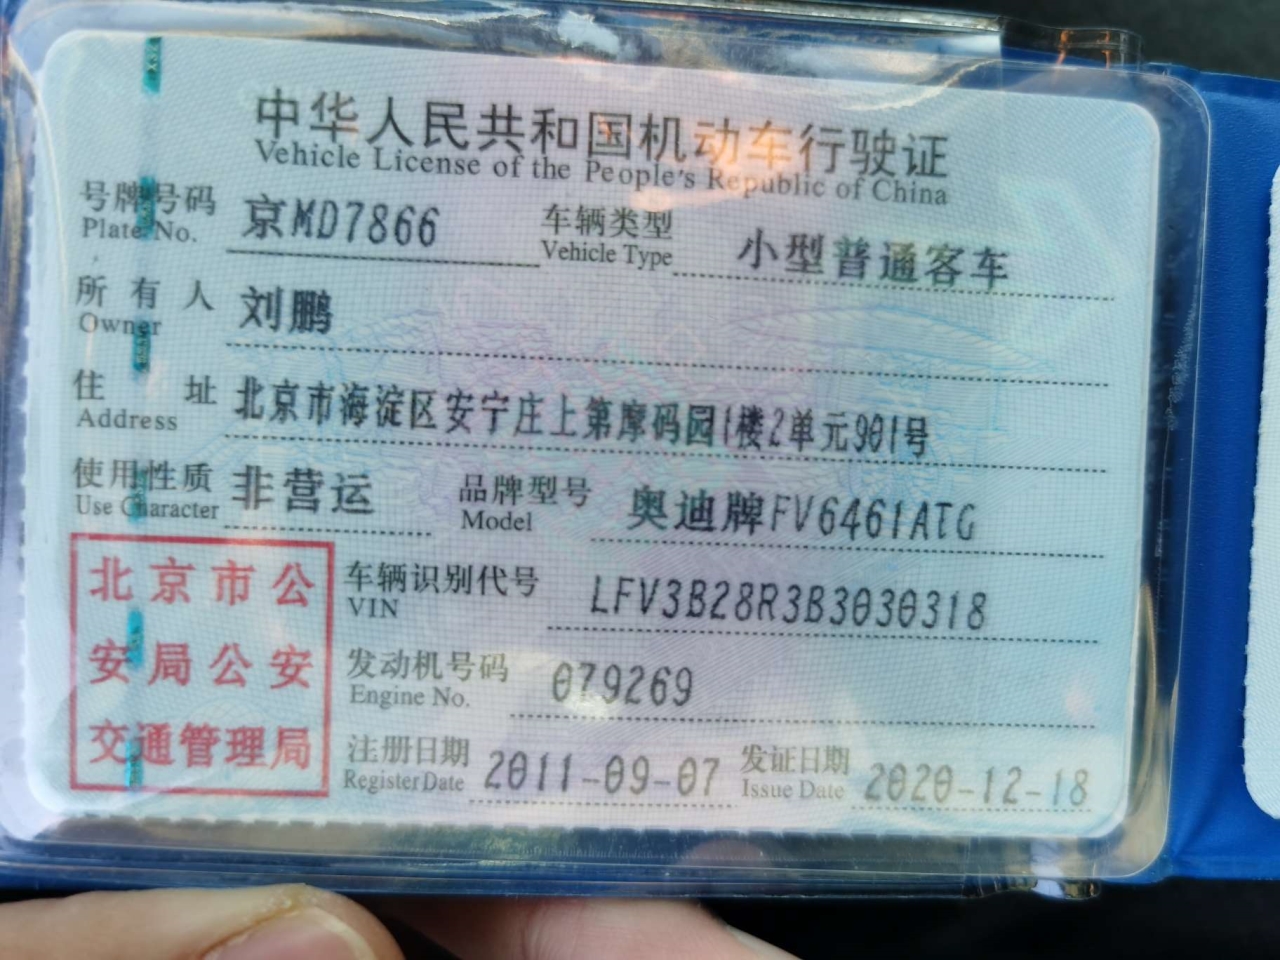 中华人民共和国机动车行驶证
Vehicle License of the People's Republic of China
号牌号码 京MD7866 车辆类型 小型普通客车
Plate No. Vehicle Type
所有人 刘鹏
Owner
住址 北京市海淀区安宁庄上第摩码园1楼2单元901号
Address
使用性质 非营运 品牌型号 奥迪牌FV6461ATG
Use Character Model
北京市公
安局公安
交通管理局
车辆识别代号 LFV3B28R3B3030318
VIN
发动机号码 079269
Engine No.
注册日期 2011-09-07 发证日期 2020-12-18
Register Date Issue Date